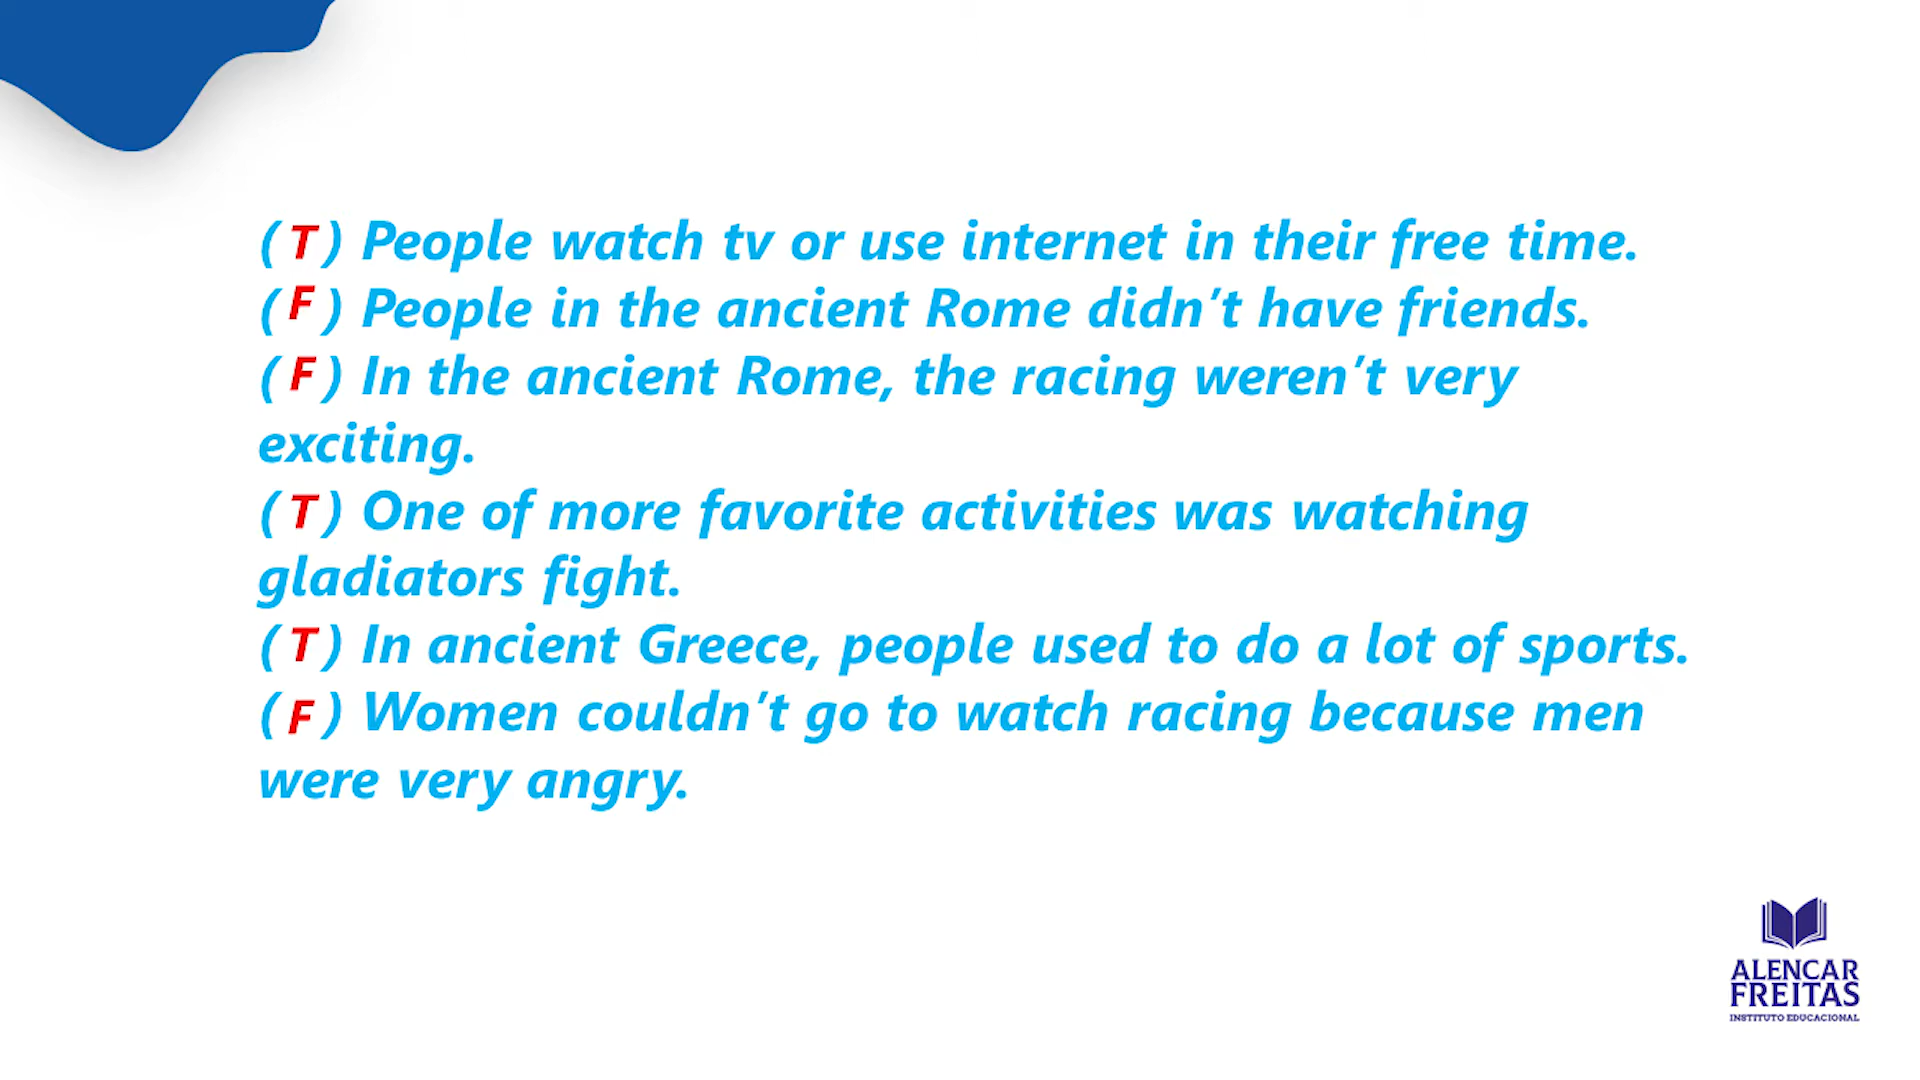 ( T ) People watch tv or use internet in their free time.
( F ) People in the ancient Rome didn’t have friends.
( F ) In the ancient Rome, the racing weren’t very
exciting.
( T ) One of more favorite activities was watching
gladiators fight.
( T ) In ancient Greece, people used to do a lot of sports.
( F ) Women couldn’t go to watch racing because men
were very angry.
ALENCAR
FREITAS
INSTITUTO EDUCACIONAL